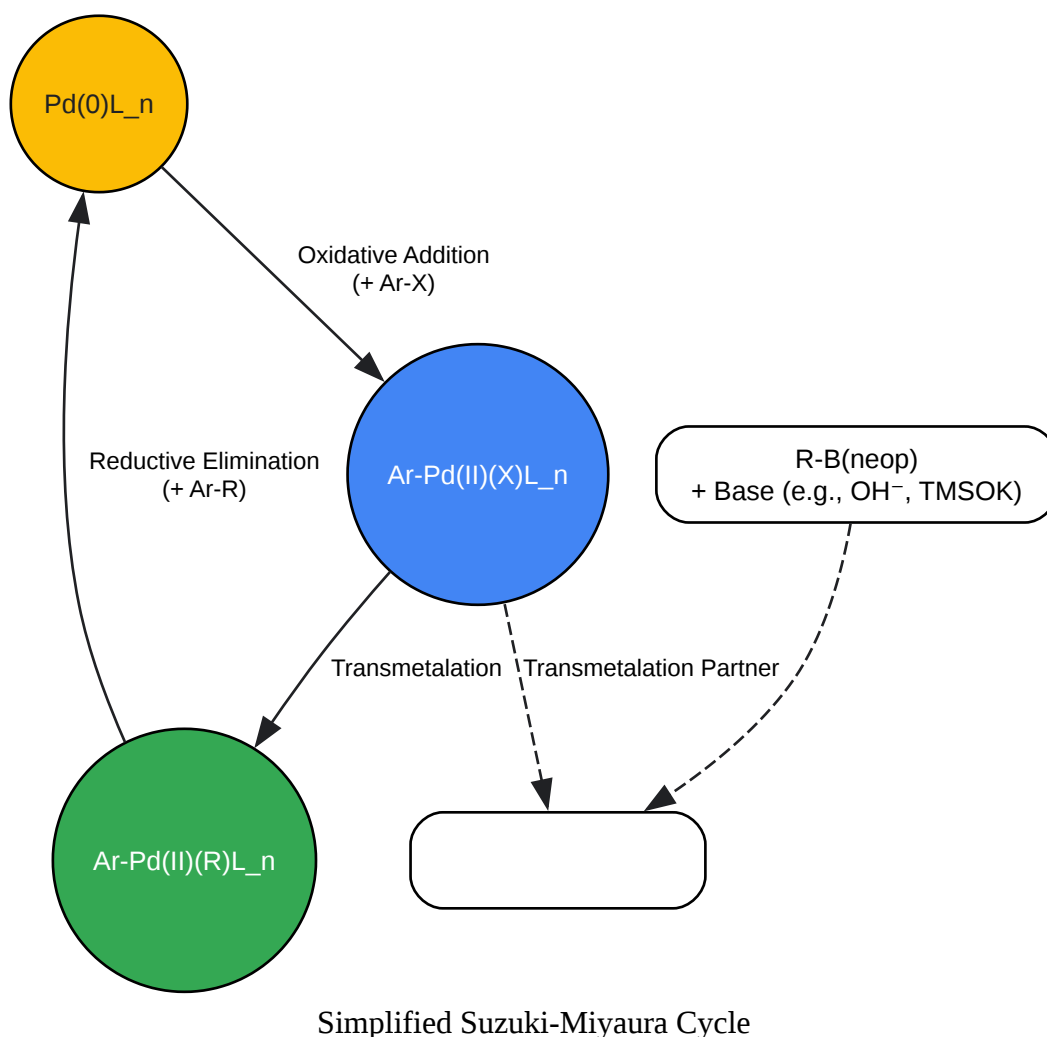 Pd(0)L_n
Oxidative Addition
(+ Ar-X)
Reductive Elimination
(+ Ar-R)
Ar-Pd(II)(X)L_n
R-B(neop)
+ Base (e.g., OH⁻, TMSOK)
Transmetalation
Transmetalation Partner
Ar-Pd(II)(R)L_n
Simplified Suzuki-Miyaura Cycle